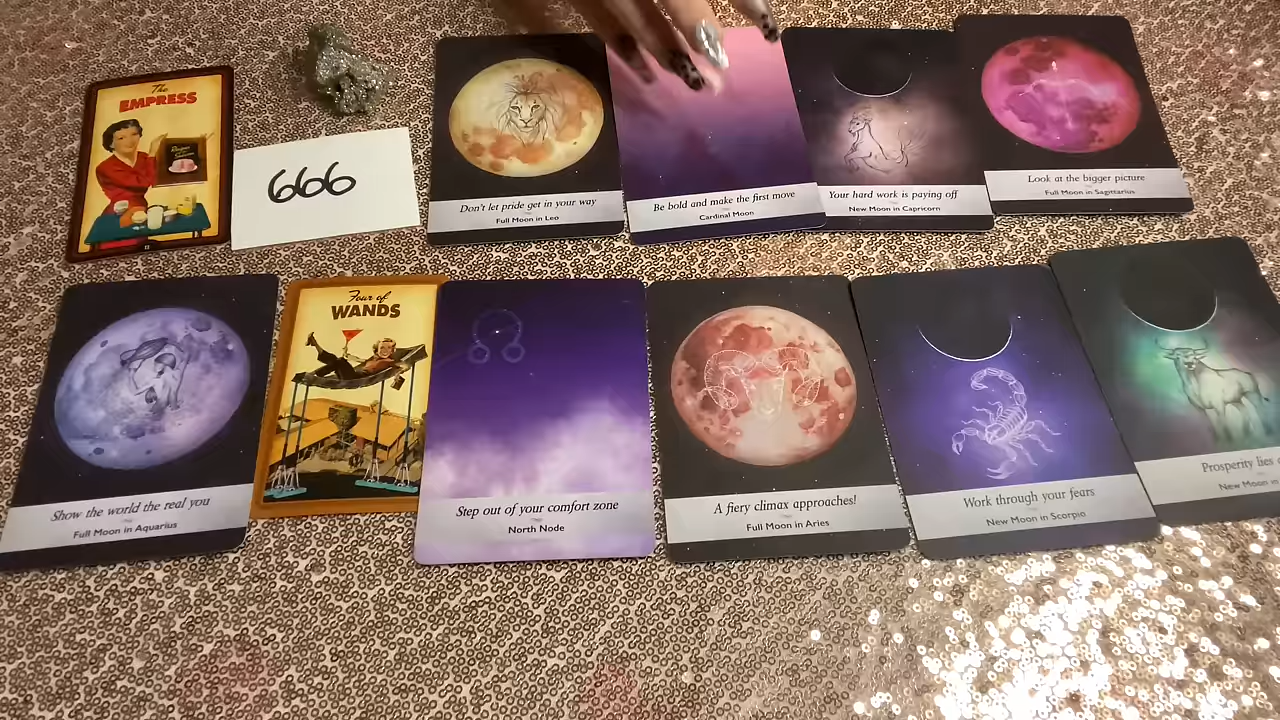 The
EMPRESS
666
Don't let pride get in your way
Full Moon in Leo
Be bold and make the first move
Cardinal Moon
Your hard work is paying off
New Moon in Capricorn
Look at the bigger picture
Full Moon in Sagittarius
Show the world the real you
Full Moon in Aquarius
Four of
WANDS
Step out of your comfort zone
North Node
A fiery climax approaches!
Full Moon in Aries
Work through your fears
New Moon in Scorpio
Prosperity lies
New Moon in